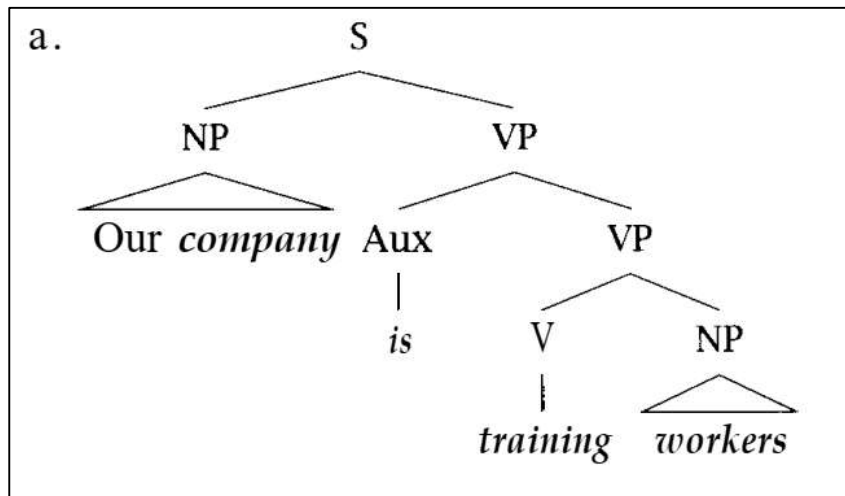 a. S
NP VP
Our company Aux VP
is V NP
training workers